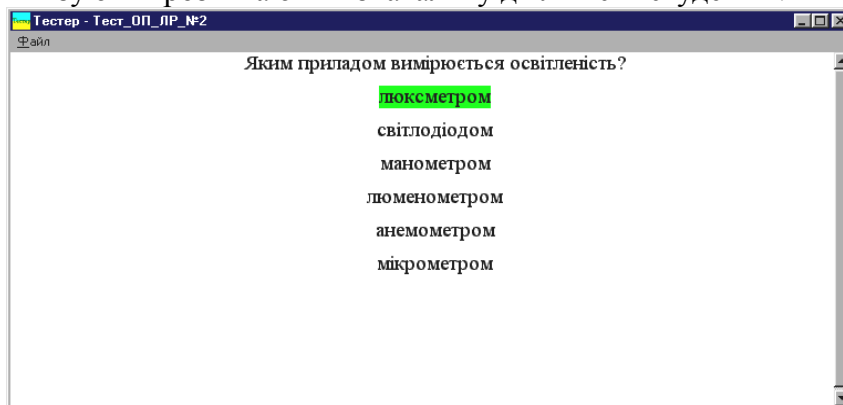 Тестер - Тест_ОП_ЛР_№2
Файл
Яким приладом вимірюється освітленість?
люксметром
світлодіодом
манометром
люменометром
анемометром
мікрометром